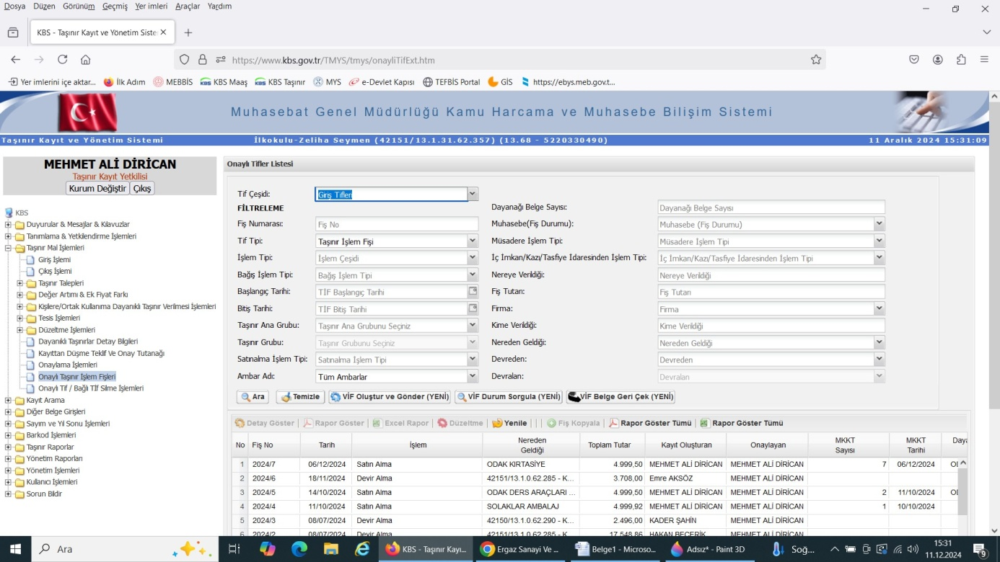 Dosya Düzen Görünüm Geçmiş Yer imleri Araçlar Yardım
KBS - Taşınır Kayıt ve Yönetim Siste
https://www.kbs.gov.tr/TMYS/tmys/onayliTifExt.htm
Yer imlerini içe aktar... İlk Adım MEBBİS KBS Maaş KBS Taşınır MYS e-Devlet Kapısı TEFBİS Portal GİS https://ebys.meb.gov.t...
Muhasebat Genel Müdürlüğü Kamu Harcama ve Muhasebe Bilişim Sistemi
Taşınır Kayıt ve Yönetim Sistemi İlkokulu-Zeliha Seymen (42151/13.1.31.62.357) (13.68 - 5220330490) 11 Aralık 2024 15:31:09
MEHMET ALİ DİRİCAN
Taşınır Kayıt Yetkilisi
Kurum Değiştir Çıkış
KBS
Duyurular & Mesajlar & Kılavuzlar
Tanımlama & Yetkilendirme İşlemleri
Taşınır Mal İşlemleri
Giriş İşlemi
Çıkış İşlemi
Taşınır Talepleri
Değer Artımı & Ek Fiyat Farkı
Kişilere/Ortak Kullanıma Dayanıklı Taşınır Verilmesi İşlemleri
Tesis İşlemleri
Düzeltme İşlemleri
Dayanıklı Taşınırlar Detay Bilgileri
Kayıttan Düşme Teklif Ve Onay Tutanağı
Onaylama İşlemleri
Onaylı Taşınır İşlem Fişleri
Onaylı Tif / Bağlı TİF Silme İşlemleri
Kayıt Arama
Diğer Belge Girişleri
Sayım ve Yıl Sonu İşlemleri
Barkod İşlemleri
Taşınır Raporlar
Yönetim Raporları
Yönetim İşlemleri
Kullanıcı İşlemleri
Sorun Bildir
Onaylı Tifler Listesi
Tif Çeşidi: Giriş Tifleri
FİLTRELEME Dayanağı Belge Sayısı: Dayanağı Belge Sayısı
Fiş Numarası: Fiş No Muhasebe(Fiş Durumu): Muhasebe (Fiş Durumu)
Tif Tipi: Taşınır İşlem Fişi Müsadere İşlem Tipi: Müsadere İşlem Tipi
İşlem Tipi: İşlem Çeşidi İç İmkan/Kazı/Tasfiye İdaresinden İşlem Tipi: İç İmkan/Kazı/Tasfiye İdaresinden İşlem Tipi
Bağış İşlem Tipi: Bağış İşlem Tipi Nereye Verildiği: Nereye Verildiği
Başlangıç Tarihi: TİF Başlangıç Tarihi Fiş Tutarı: Fiş Tutarı
Bitiş Tarihi: TİF Bitiş Tarihi Firma: Firma
Taşınır Ana Grubu: Taşınır Ana Grubunu Seçiniz Kime Verildiği: Kime Verildiği
Taşınır Grubu: Taşınır Grubunu Seçiniz Nereden Geldiği: Nereden Geldiği
Satınalma İşlem Tipi: Satınalma İşlem Tipi Devreden: Devreden
Ambar Adı: Tüm Ambarlar Devralan: Devralan
Ara Temizle VİF Oluştur ve Gönder (YENİ) VİF Durum Sorgula (YENİ) VİF Belge Geri Çek (YENİ)
Detay Göster Rapor Göster Excel Rapor Düzeltme Yenile Fiş Kopyala Rapor Göster Tümü Rapor Göster Tümü
No Fiş No Tarih İşlem Nereden Geldiği Toplam Tutar Kayıt Oluşturan Onaylayan MKKT Sayısı MKKT Tarihi Daya
1 2024/7 06/12/2024 Satın Alma ODAK KIRTASİYE 4.999,50 MEHMET ALİ DİRİCAN MEHMET ALİ DİRİCAN 7 06/12/2024
2 2024/6 18/11/2024 Devir Alma 42151/13.1.0.62.285 - K... 3.708,00 Emre AKSÖZ MEHMET ALİ DİRİCAN
3 2024/5 14/10/2024 Satın Alma ODAK DERS ARAÇLARI ... 4.999,50 MEHMET ALİ DİRİCAN MEHMET ALİ DİRİCAN 2 11/10/2024
4 2024/4 11/10/2024 Satın Alma SOLAKLAR AMBALAJ 4.999,92 MEHMET ALİ DİRİCAN MEHMET ALİ DİRİCAN 1 10/10/2024
5 2024/3 08/07/2024 Devir Alma 42150/13.1.0.62.290 - K... 2.496,00 KADER ŞAHİN MEHMET ALİ DİRİCAN
6 2024/2 08/07/2024 Devir Alma 42151/13.1.0.62.285 - K... 17.548,86 HAKAN BECERİK MEHMET ALİ DİRİCAN
Ara KBS - Taşınır Kayı... Ergaz Sanayi Ve ... Belge1 - Microso... Adsız* - Paint 3D Soğ... 15:31
11.12.2024 9